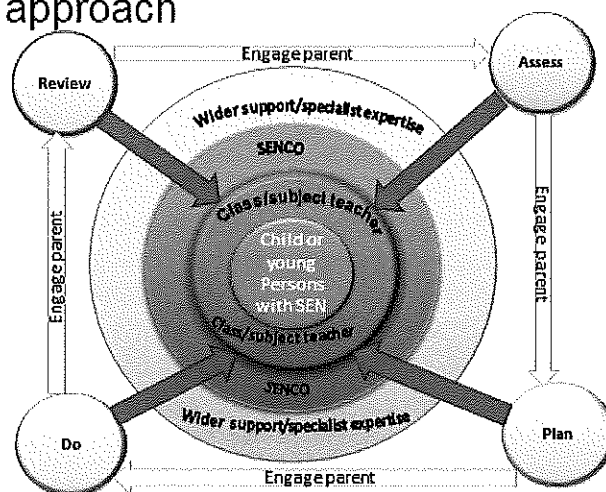 approach
Engage parent
Review
Assess
Wider support/specialist expertise
SENCO
Class/subject teacher
Child or
young
Persons
with SEN
Class/subject teacher
SENCO
Wider support/specialist expertise
Engage parent
Engage parent
Do
Plan
Engage parent